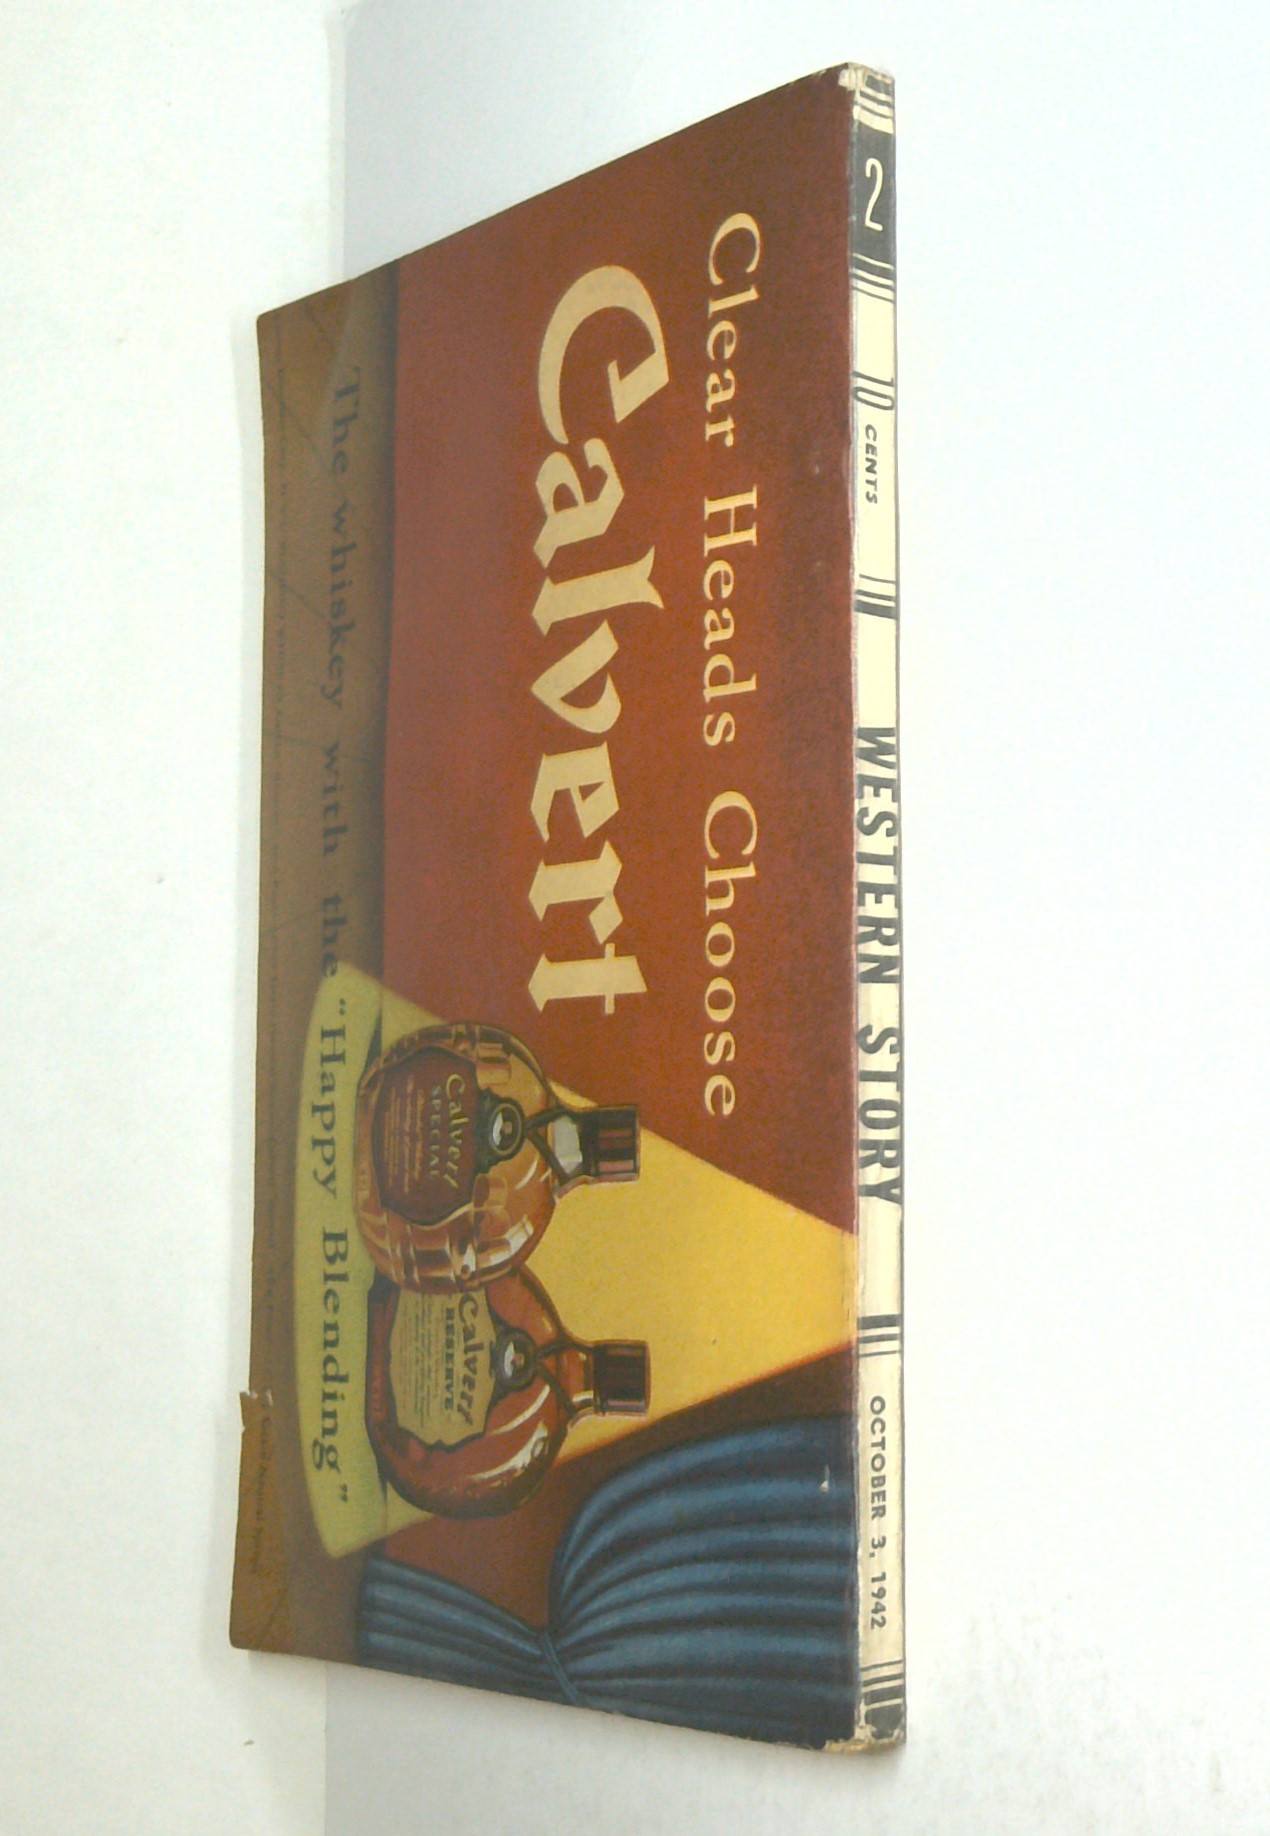 2
10 CENTS
WESTERN STORY
OCTOBER 3, 1942
Clear Heads Choose
Calvert
Calvert
SPECIAL
Calvert
RESERVE
The whiskey with the “Happy Blending”